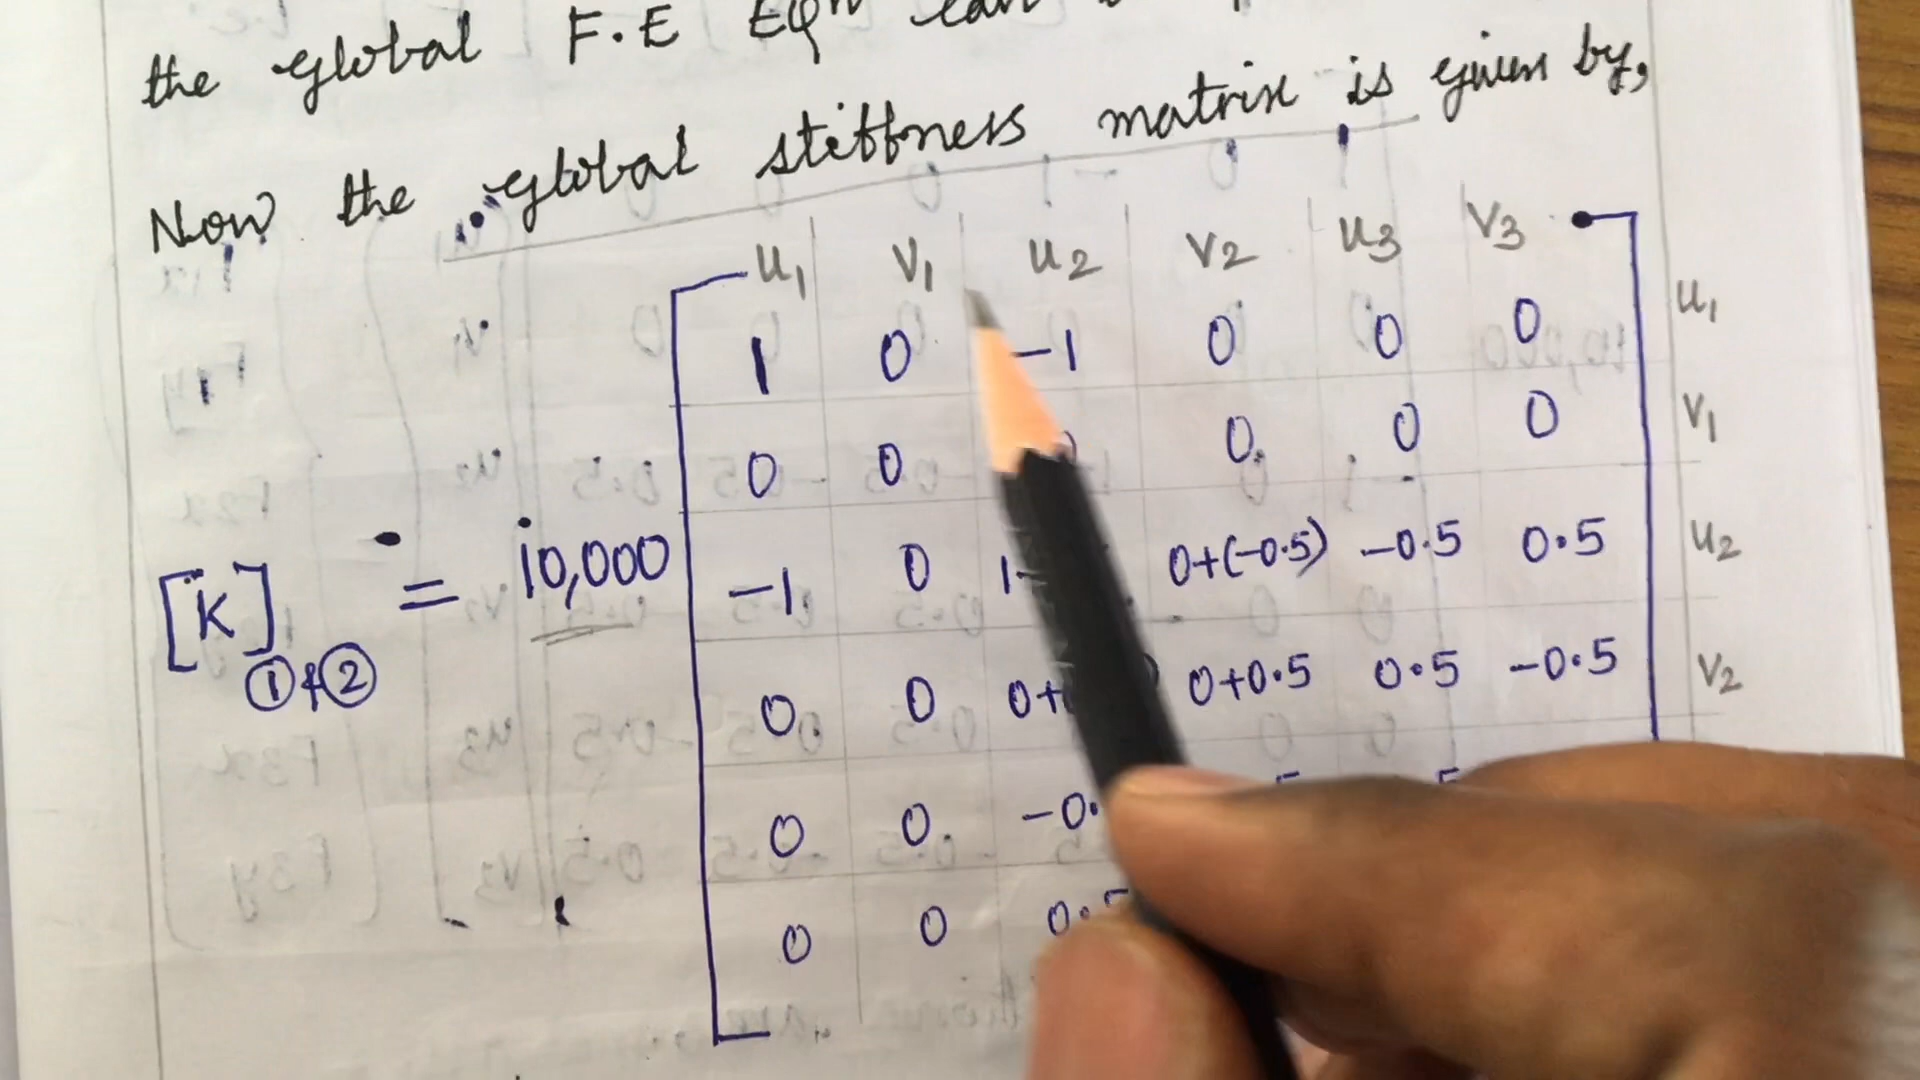 the global F.E Eqn can
Now the global stiffness matrix is given by,
u1 v1 u2 v2 u3 v3
1 0 -1 0 0 0 u1
0 0 0 0 0 v1
[K]①+② = 10,000
-1 0 0+(-0.5) -0.5 0.5 u2
0 0 0+0.5 0.5 -0.5 v2
0 0
0 0